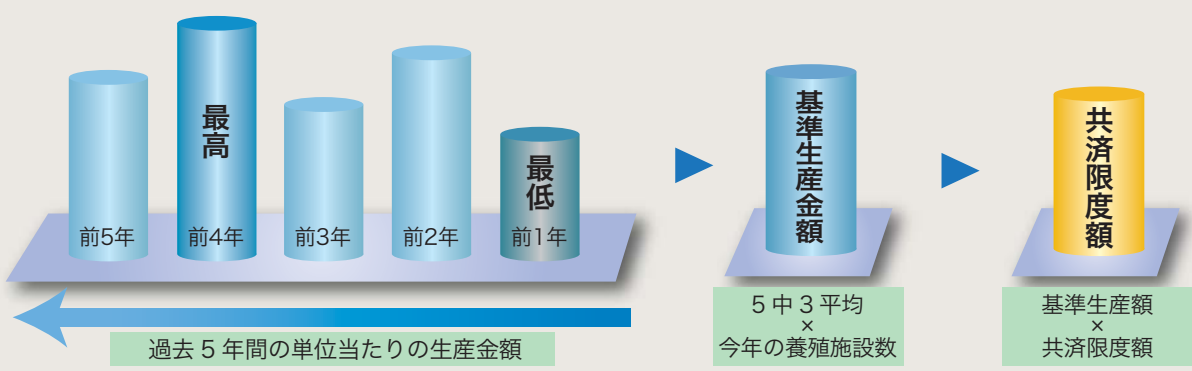 最高
最低
前5年
前4年
前3年
前2年
前1年
過去5年間の単位当たりの生産金額
基準生産金額
5中3平均
×
今年の養殖施設数
共済限度額
基準生産額
×
共済限度額